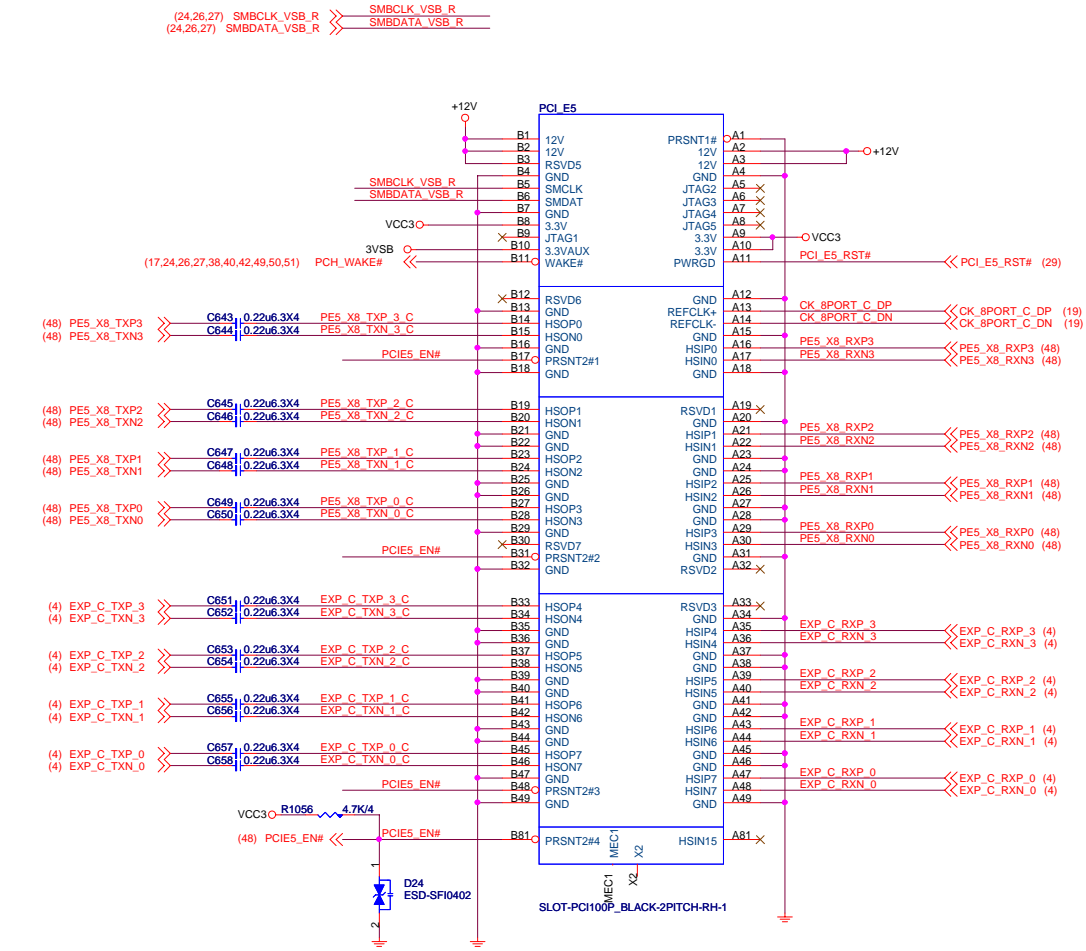 (24,26,27) SMBCLK_VSB_R SMBCLK_VSB_R
(24,26,27) SMBDATA_VSB_R SMBDATA_VSB_R
+12V PCI_E5
B1 12V PRSNT1# A1
B2 12V 12V A2 +12V
B3 RSVD5 12V A3
B4 GND GND A4
SMBCLK_VSB_R B5 SMCLK JTAG2 A5
SMBDATA_VSB_R B6 SMDAT JTAG3 A6
B7 GND JTAG4 A7
VCC3 B8 3.3V JTAG5 A8
B9 JTAG1 3.3V A9 VCC3
3VSB B10 3.3VAUX 3.3V A10
(17,24,26,27,38,40,42,49,50,51) PCH_WAKE# B11 WAKE# PWRGD A11 PCI_E5_RST# PCI_E5_RST# (29)
B12 RSVD6 GND A12
B13 GND REFCLK+ A13 CK_8PORT_C_DP CK_8PORT_C_DP (19)
(48) PE5_X8_TXP3 C643 0.22u6.3X4 PE5_X8_TXP_3_C B14 HSOP0 REFCLK- A14 CK_8PORT_C_DN CK_8PORT_C_DN (19)
(48) PE5_X8_TXN3 C644 0.22u6.3X4 PE5_X8_TXN_3_C B15 HSON0 GND A15
B16 GND HSIP0 A16 PE5_X8_RXP3 PE5_X8_RXP3 (48)
PCIE5_EN# B17 PRSNT2#1 HSIN0 A17 PE5_X8_RXN3 PE5_X8_RXN3 (48)
B18 GND GND A18
(48) PE5_X8_TXP2 C645 0.22u6.3X4 PE5_X8_TXP_2_C B19 HSOP1 RSVD1 A19
(48) PE5_X8_TXN2 C646 0.22u6.3X4 PE5_X8_TXN_2_C B20 HSON1 GND A20
B21 GND HSIP1 A21 PE5_X8_RXP2 PE5_X8_RXP2 (48)
B22 GND HSIN1 A22 PE5_X8_RXN2 PE5_X8_RXN2 (48)
(48) PE5_X8_TXP1 C647 0.22u6.3X4 PE5_X8_TXP_1_C B23 HSOP2 GND A23
(48) PE5_X8_TXN1 C648 0.22u6.3X4 PE5_X8_TXN_1_C B24 HSON2 GND A24
B25 GND HSIP2 A25 PE5_X8_RXP1 PE5_X8_RXP1 (48)
B26 GND HSIN2 A26 PE5_X8_RXN1 PE5_X8_RXN1 (48)
(48) PE5_X8_TXP0 C649 0.22u6.3X4 PE5_X8_TXP_0_C B27 HSOP3 GND A27
(48) PE5_X8_TXN0 C650 0.22u6.3X4 PE5_X8_TXN_0_C B28 HSON3 GND A28
B29 GND HSIP3 A29 PE5_X8_RXP0 PE5_X8_RXP0 (48)
B30 RSVD7 HSIN3 A30 PE5_X8_RXN0 PE5_X8_RXN0 (48)
PCIE5_EN# B31 PRSNT2#2 GND A31
B32 GND RSVD2 A32
(4) EXP_C_TXP_3 C651 0.22u6.3X4 EXP_C_TXP_3_C B33 HSOP4 RSVD3 A33
(4) EXP_C_TXN_3 C652 0.22u6.3X4 EXP_C_TXN_3_C B34 HSON4 GND A34
B35 GND HSIP4 A35 EXP_C_RXP_3 EXP_C_RXP_3 (4)
B36 GND HSIN4 A36 EXP_C_RXN_3 EXP_C_RXN_3 (4)
(4) EXP_C_TXP_2 C653 0.22u6.3X4 EXP_C_TXP_2_C B37 HSOP5 GND A37
(4) EXP_C_TXN_2 C654 0.22u6.3X4 EXP_C_TXN_2_C B38 HSON5 GND A38
B39 GND HSIP5 A39 EXP_C_RXP_2 EXP_C_RXP_2 (4)
B40 GND HSIN5 A40 EXP_C_RXN_2 EXP_C_RXN_2 (4)
(4) EXP_C_TXP_1 C655 0.22u6.3X4 EXP_C_TXP_1_C B41 HSOP6 GND A41
(4) EXP_C_TXN_1 C656 0.22u6.3X4 EXP_C_TXN_1_C B42 HSON6 GND A42
B43 GND HSIP6 A43 EXP_C_RXP_1 EXP_C_RXP_1 (4)
B44 GND HSIN6 A44 EXP_C_RXN_1 EXP_C_RXN_1 (4)
(4) EXP_C_TXP_0 C657 0.22u6.3X4 EXP_C_TXP_0_C B45 HSOP7 GND A45
(4) EXP_C_TXN_0 C658 0.22u6.3X4 EXP_C_TXN_0_C B46 HSON7 GND A46
B47 GND HSIP7 A47 EXP_C_RXP_0 EXP_C_RXP_0 (4)
PCIE5_EN# B48 PRSNT2#3 HSIN7 A48 EXP_C_RXN_0 EXP_C_RXN_0 (4)
B49 GND GND A49
VCC3 R1056 4.7K/4
(48) PCIE5_EN# PCIE5_EN# B81 PRSNT2#4 MEC1 X2 HSIN15 A81
1
D24 MEC1 X2
ESD-SFI0402
SLOT-PCI100P_BLACK-2PITCH-RH-1
2